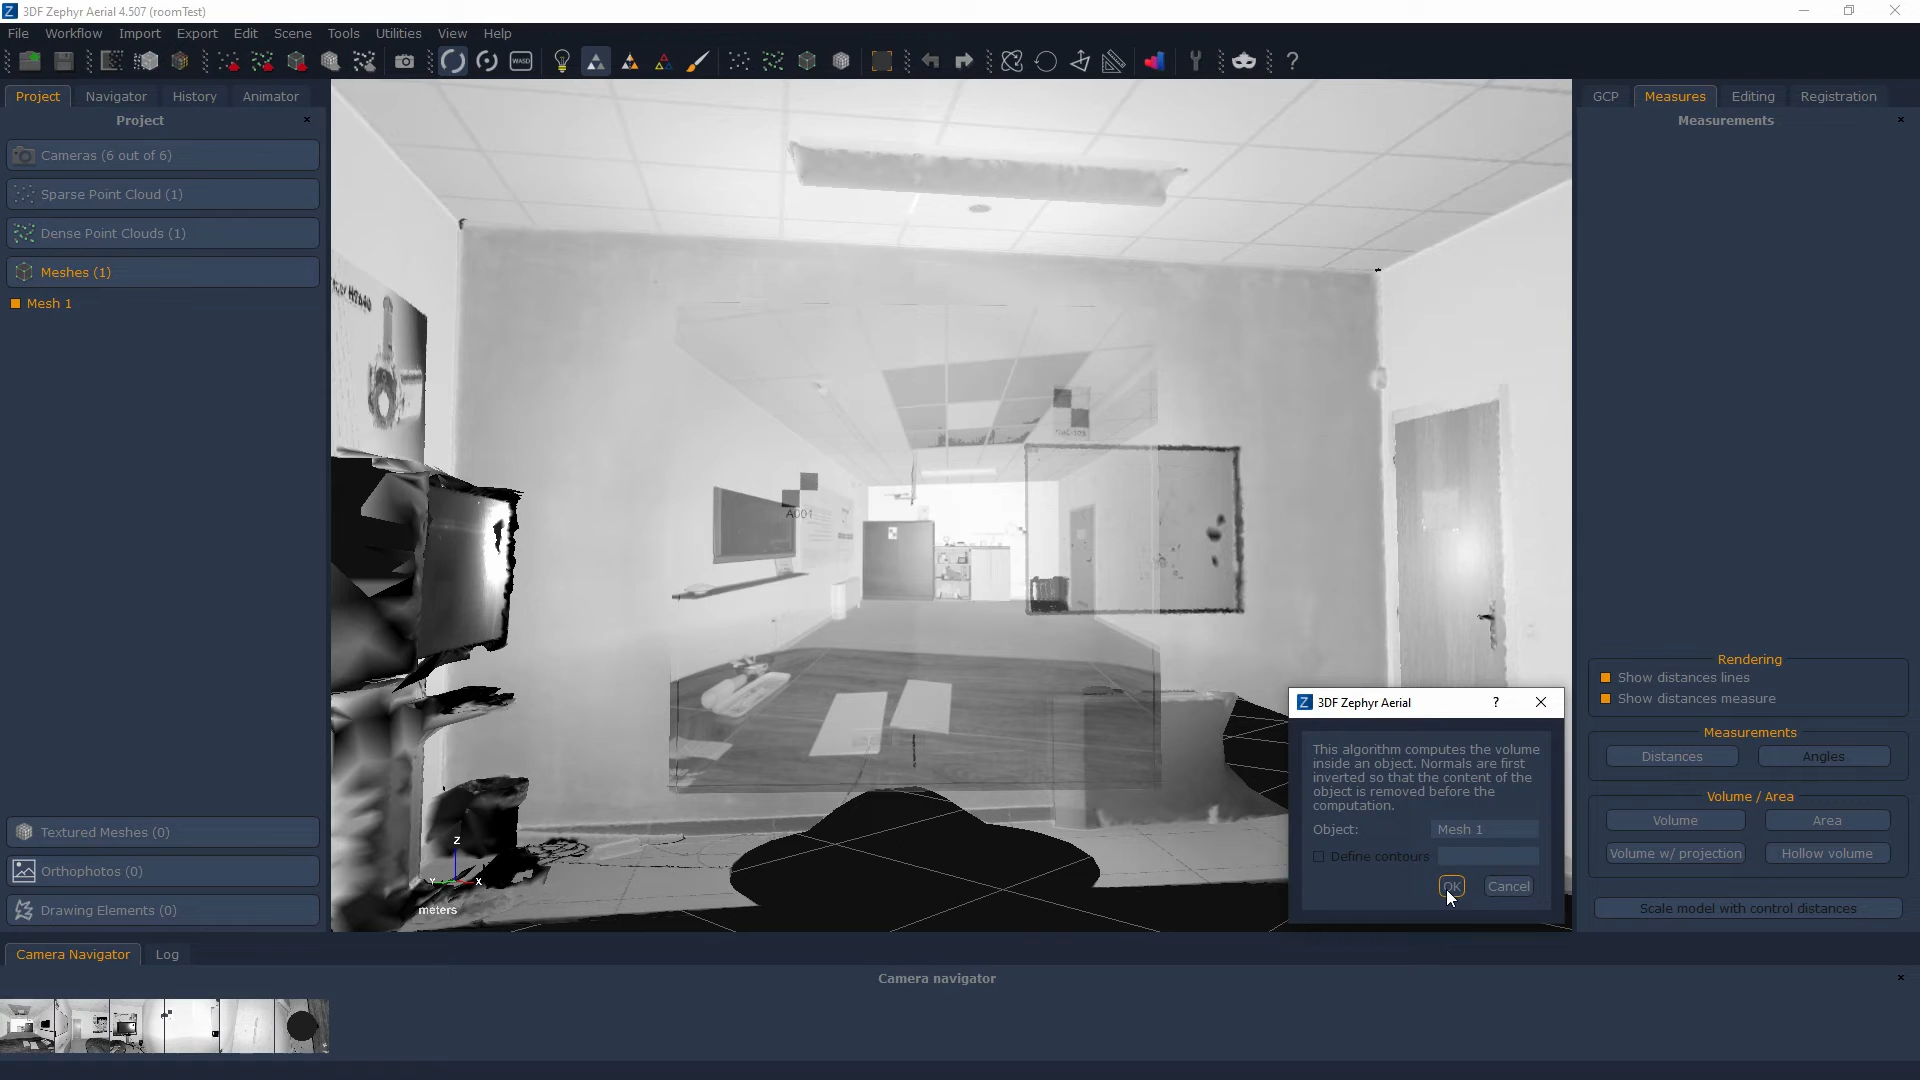 3DF Zephyr Aerial 4.507 (roomTest)
File Workflow Import Export Edit Scene Tools Utilities View Help
WASD
Project Navigator History Animator
Project
Cameras (6 out of 6)
Sparse Point Cloud (1)
Dense Point Clouds (1)
Meshes (1)
Mesh 1
Textured Meshes (0)
Orthophotos (0)
Drawing Elements (0)
A001
Z
Y X
meters
GCP Measures Editing Registration
Measurements
Rendering
Show distances lines
Show distances measure
Measurements
Distances Angles
Volume / Area
Volume Area
Volume w/ projection Hollow volume
Scale model with control distances
3DF Zephyr Aerial
?
This algorithm computes the volume
inside an object. Normals are first
inverted so that the content of the
object is removed before the
computation.
Object: Mesh 1
Define contours
OK Cancel
Camera Navigator Log
Camera navigator